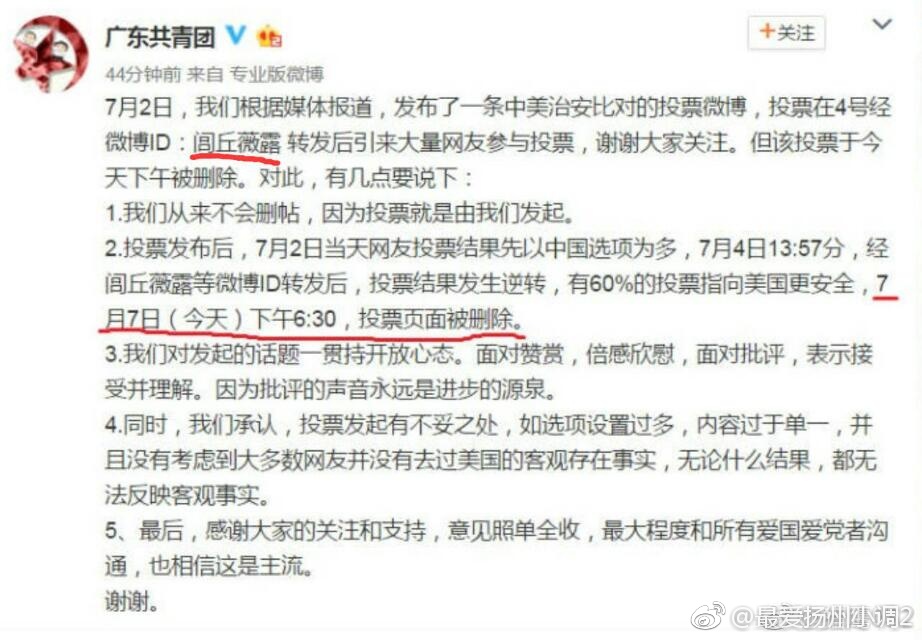 广东共青团
+关注
44分钟前 来自 专业版微博
7月2日，我们根据媒体报道，发布了一条中美治安比对的投票微博，投票在4号经
微博ID：闾丘薇露 转发后引来大量网友参与投票，谢谢大家关注。但该投票于今
天下午被删除。对此，有几点要说下：
1.我们从来不会删帖，因为投票就是由我们发起。
2.投票发布后，7月2日当天网友投票结果先以中国选项为多，7月4日13:57分，经
闾丘薇露等微博ID转发后，投票结果发生逆转，有60%的投票指向美国更安全，7
月7日（今天）下午6:30，投票页面被删除。
3.我们对发起的话题一贯持开放心态。面对赞赏，倍感欣慰，面对批评，表示接
受并理解。因为批评的声音永远是进步的源泉。
4.同时，我们承认，投票发起有不妥之处，如选项设置过多，内容过于单一，并
且没有考虑到大多数网友并没有去过美国的客观存在事实，无论什么结果，都无
法反映客观事实。
5、最后，感谢大家的关注和支持，意见照单全收，最大程度和所有爱国爱党者沟
通，也相信这是主流。
谢谢。
@最爱扬州小调2